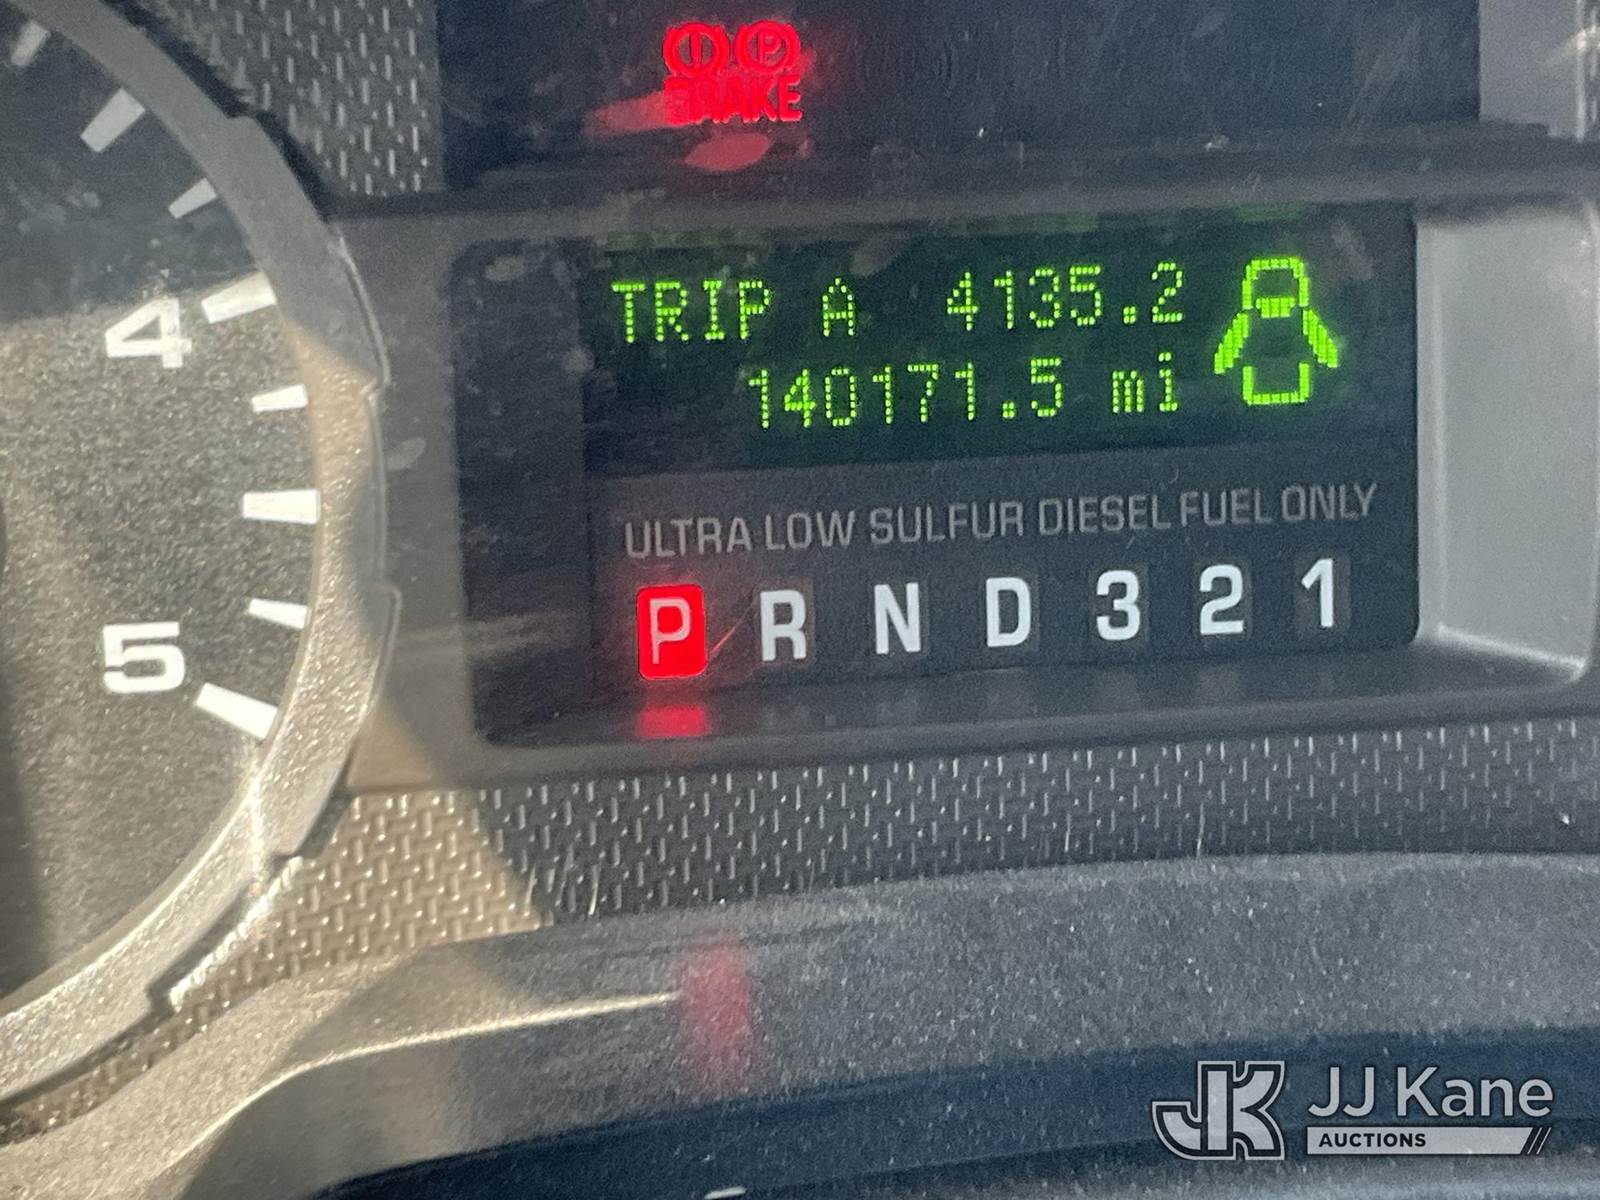 BRAKE
TRIP A 4135.2
140171.5 mi
ULTRA LOW SULFUR DIESEL FUEL ONLY
P R N D 3 2 1
4
5
JK JJ Kane
AUCTIONS